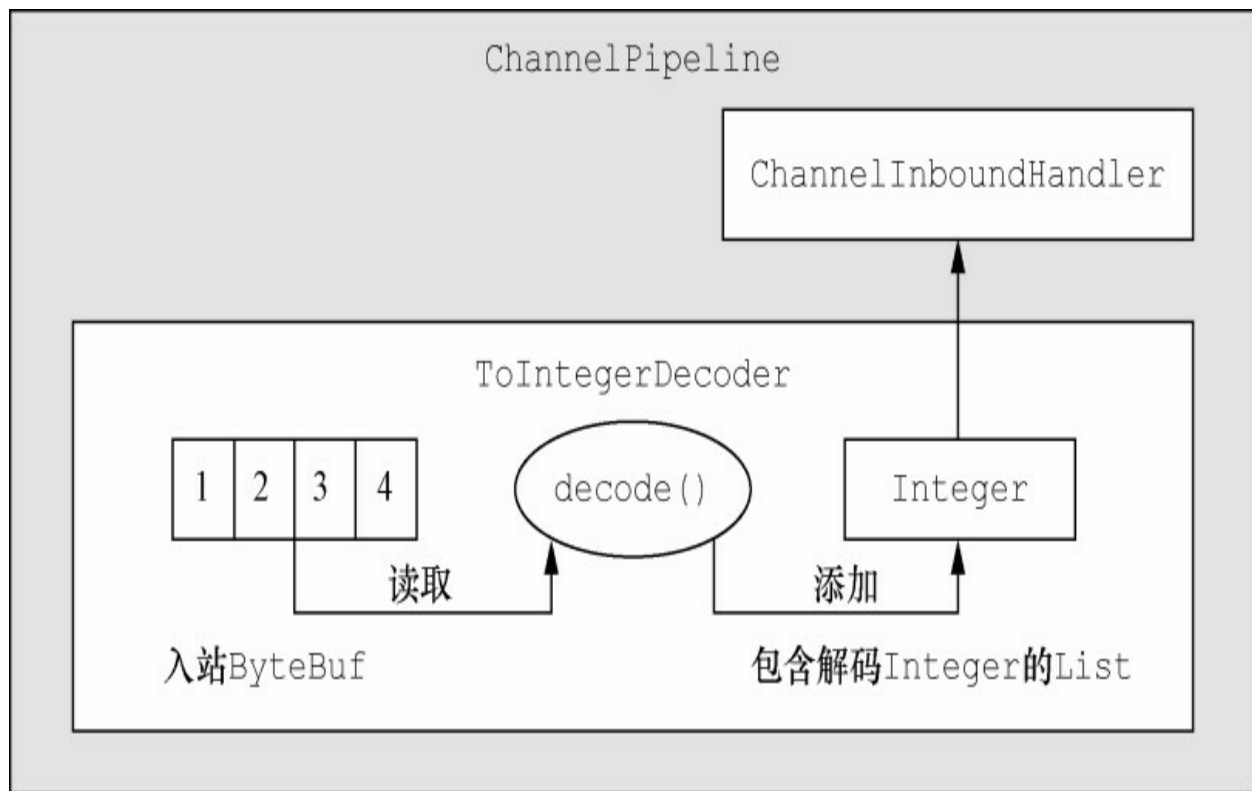 ChannelPipeline
ChannelInboundHandler
ToIntegerDecoder
1 2 3 4
decode()
Integer
读取
添加
入站ByteBuf
包含解码Integer的List